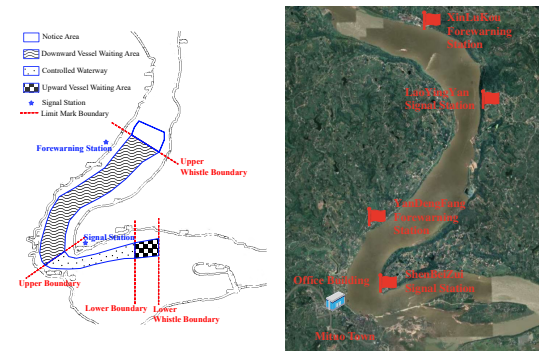 Notice Area
Downward Vessel Waiting Area
Controlled Waterway
Upward Vessel Waiting Area
Signal Station
Limit Mark Boundary
Forewarning Station
Upper
Whistle Boundary
Signal Station
Upper Boundary
Lower Boundary
Lower
Whistle Boundary
Forewarning
Station
Signal Station
Forewarning
Station
Office Building
Signal Station